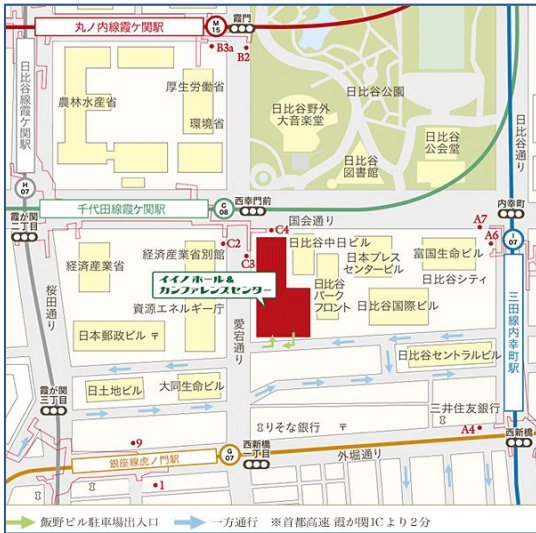 丸ノ内線霞ケ関駅
M
15
霞門
B3a
B2
日比谷線霞ケ関駅
農林水産省
厚生労働省
環境省
日比谷公園
日比谷野外
大音楽堂
日比谷
図書館
日比谷
公会堂
日比谷通り
H
07
霞が関
二丁目
千代田線霞ケ関駅
C
08
西幸門前
国会通り
内幸町
I
07
C4
A7
A6
C2
C3
経済産業省
経済産業省別館
日比谷中日ビル
日本プレス
センタービル
富国生命ビル
日比谷シティ
イイノホール&
カンファレンスセンター
日比谷
パーク
フロント
日比谷国際ビル
資源エネルギー庁
日本郵政ビル 〒
桜田通り
愛宕通り
三田線内幸町駅
日比谷セントラルビル
霞が関
三丁目
日土地ビル
大同生命ビル
三井住友銀行
りそな銀行
〒
A4
西新橋
9
銀座線虎ノ門駅
G
07
西新橋
一丁目
外堀通り
1
飯野ビル駐車場出入口 一方通行 ※首都高速 霞が関ICより2分